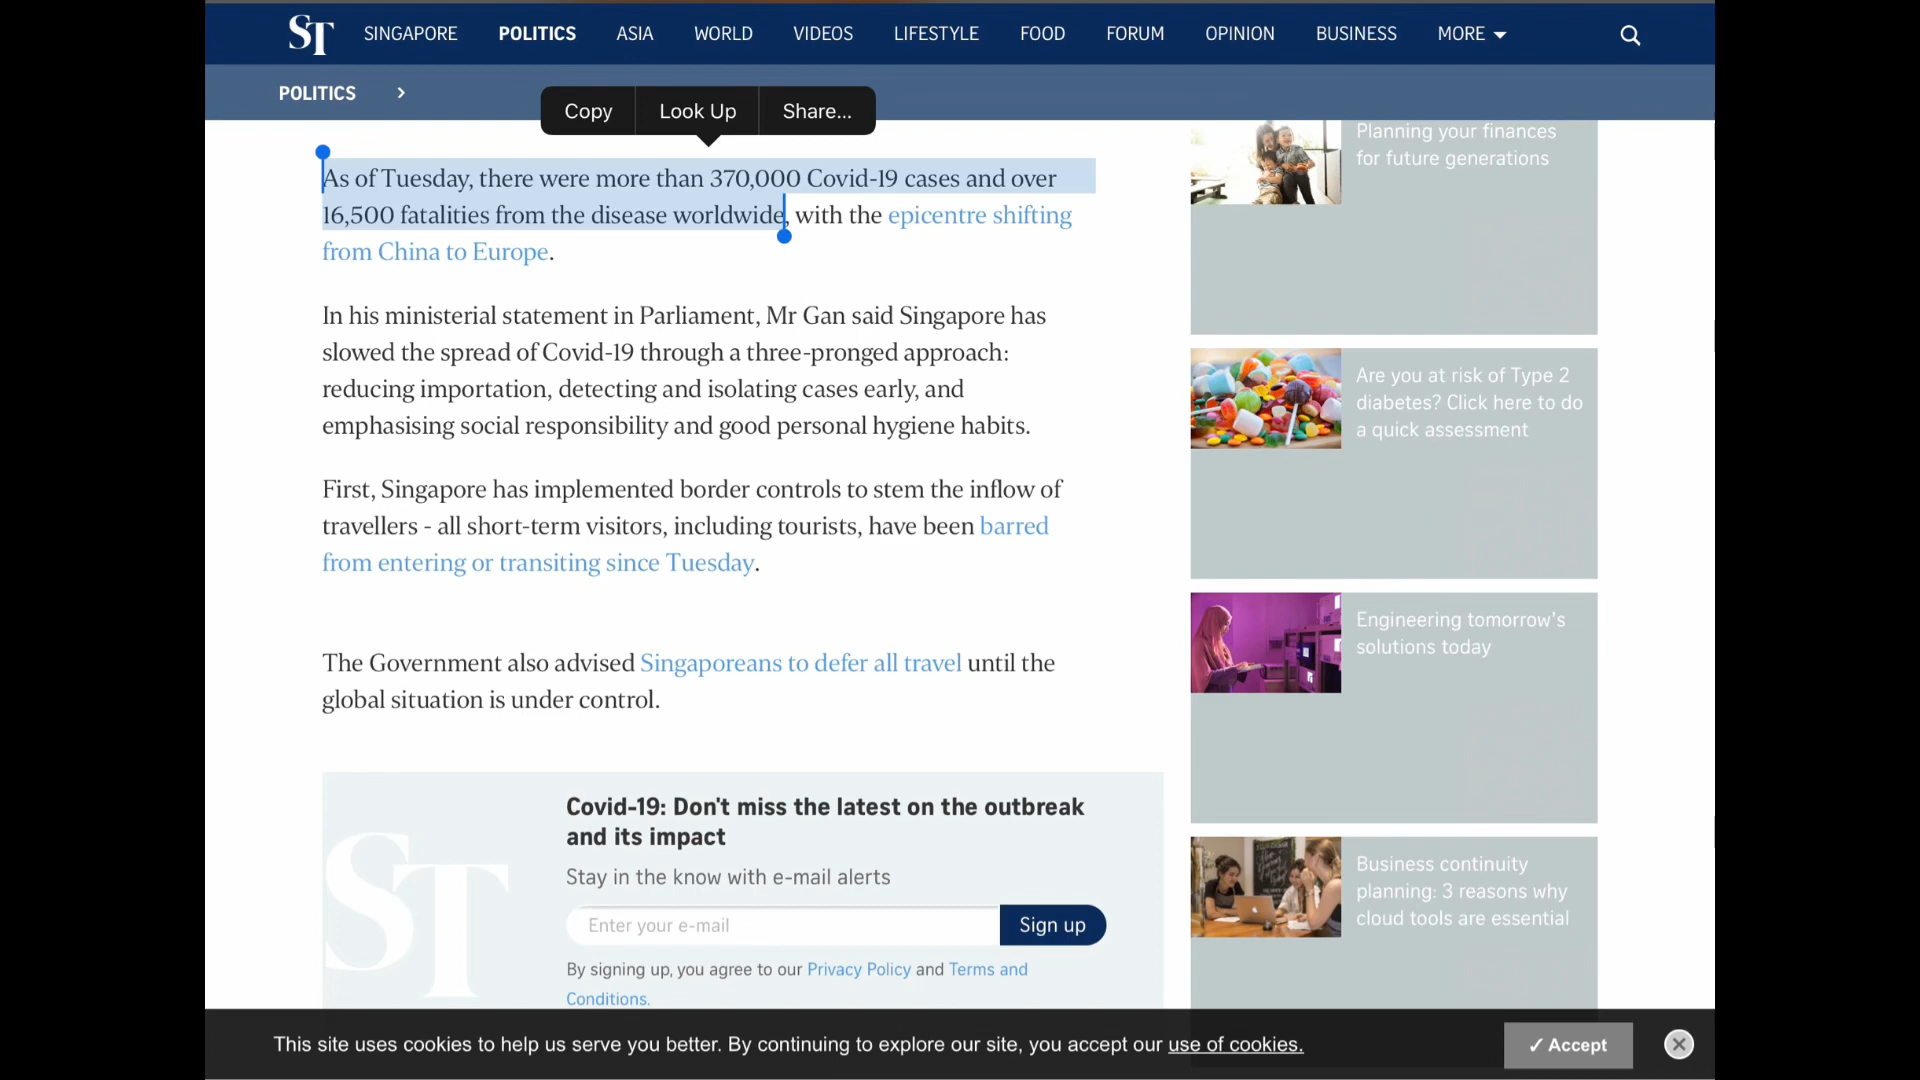 ST SINGAPORE POLITICS ASIA WORLD VIDEOS LIFESTYLE FOOD FORUM OPINION BUSINESS MORE
POLITICS >
Copy Look Up Share...
As of Tuesday, there were more than 370,000 Covid-19 cases and over
16,500 fatalities from the disease worldwide, with the epicentre shifting
from China to Europe.
In his ministerial statement in Parliament, Mr Gan said Singapore has
slowed the spread of Covid-19 through a three-pronged approach:
reducing importation, detecting and isolating cases early, and
emphasising social responsibility and good personal hygiene habits.
First, Singapore has implemented border controls to stem the inflow of
travellers - all short-term visitors, including tourists, have been barred
from entering or transiting since Tuesday.
The Government also advised Singaporeans to defer all travel until the
global situation is under control.
ST
Covid-19: Don't miss the latest on the outbreak
and its impact
Stay in the know with e-mail alerts
Enter your e-mail Sign up
By signing up, you agree to our Privacy Policy and Terms and
Conditions.
Planning your finances
for future generations
Are you at risk of Type 2
diabetes? Click here to do
a quick assessment
Engineering tomorrow's
solutions today
Business continuity
planning: 3 reasons why
cloud tools are essential
This site uses cookies to help us serve you better. By continuing to explore our site, you accept our use of cookies. ✓ Accept